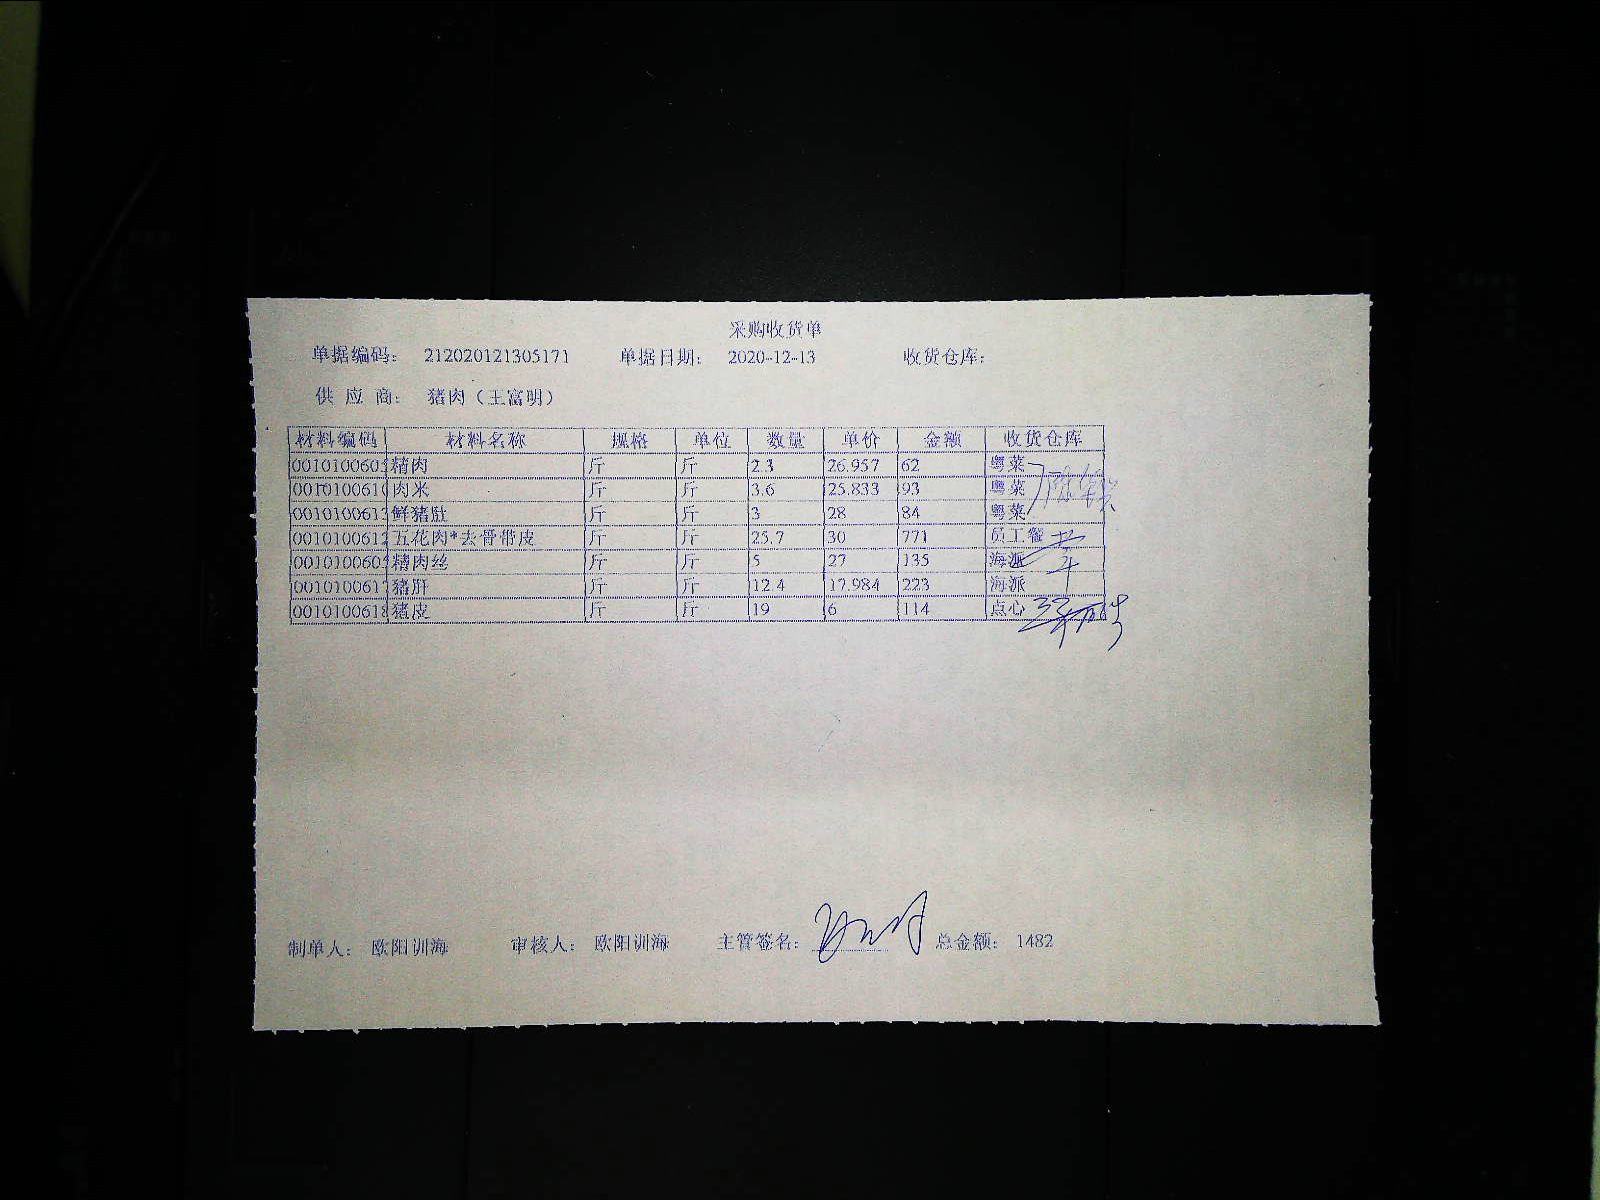 采购收货单
单据编码： 212020121305171 单据日期： 2020-12-13 收货仓库：
供 应 商： 猪肉（王富明）
材料编码 材料名称 规格 单位 数量 单价 金额 收货仓库
0010100605 精肉 斤 斤 2.3 26.957 62 粤菜
0010100610 肉米 斤 斤 3.6 25.833 93 粤菜
0010100613 鲜猪肚 斤 斤 3 28 84 粤菜
0010100612 五花肉*去骨带皮 斤 斤 25.7 30 771 员工餐
0010100605 精肉丝 斤 斤 5 27 135 海派
0010100617 猪肝 斤 斤 12.4 17.984 223 海派
0010100618 猪皮 斤 斤 19 6 114 点心
制单人： 欧阳训海 审核人： 欧阳训海 主管签名： 总金额： 1482